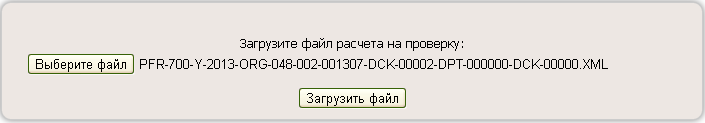 Загрузите файл расчета на проверку:
Выберите файл PFR-700-Y-2013-ORG-048-002-001307-DCK-00002-DPT-000000-DCK-00000.XML
Загрузить файл